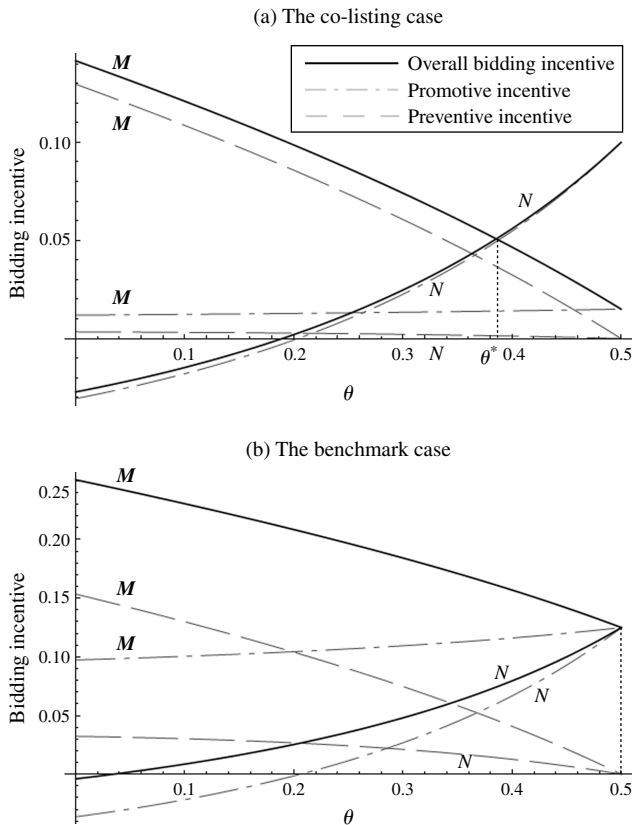 (a) The co-listing case
M
M
M
N
N
N
Overall bidding incentive
Promotive incentive
Preventive incentive
Bidding incentive
0.10
0.05
0.1
0.2
0.3
θ*
0.4
0.5
θ
(b) The benchmark case
M
M
M
N
N
N
Bidding incentive
0.25
0.20
0.15
0.10
0.05
0.1
0.2
0.3
0.4
0.5
θ